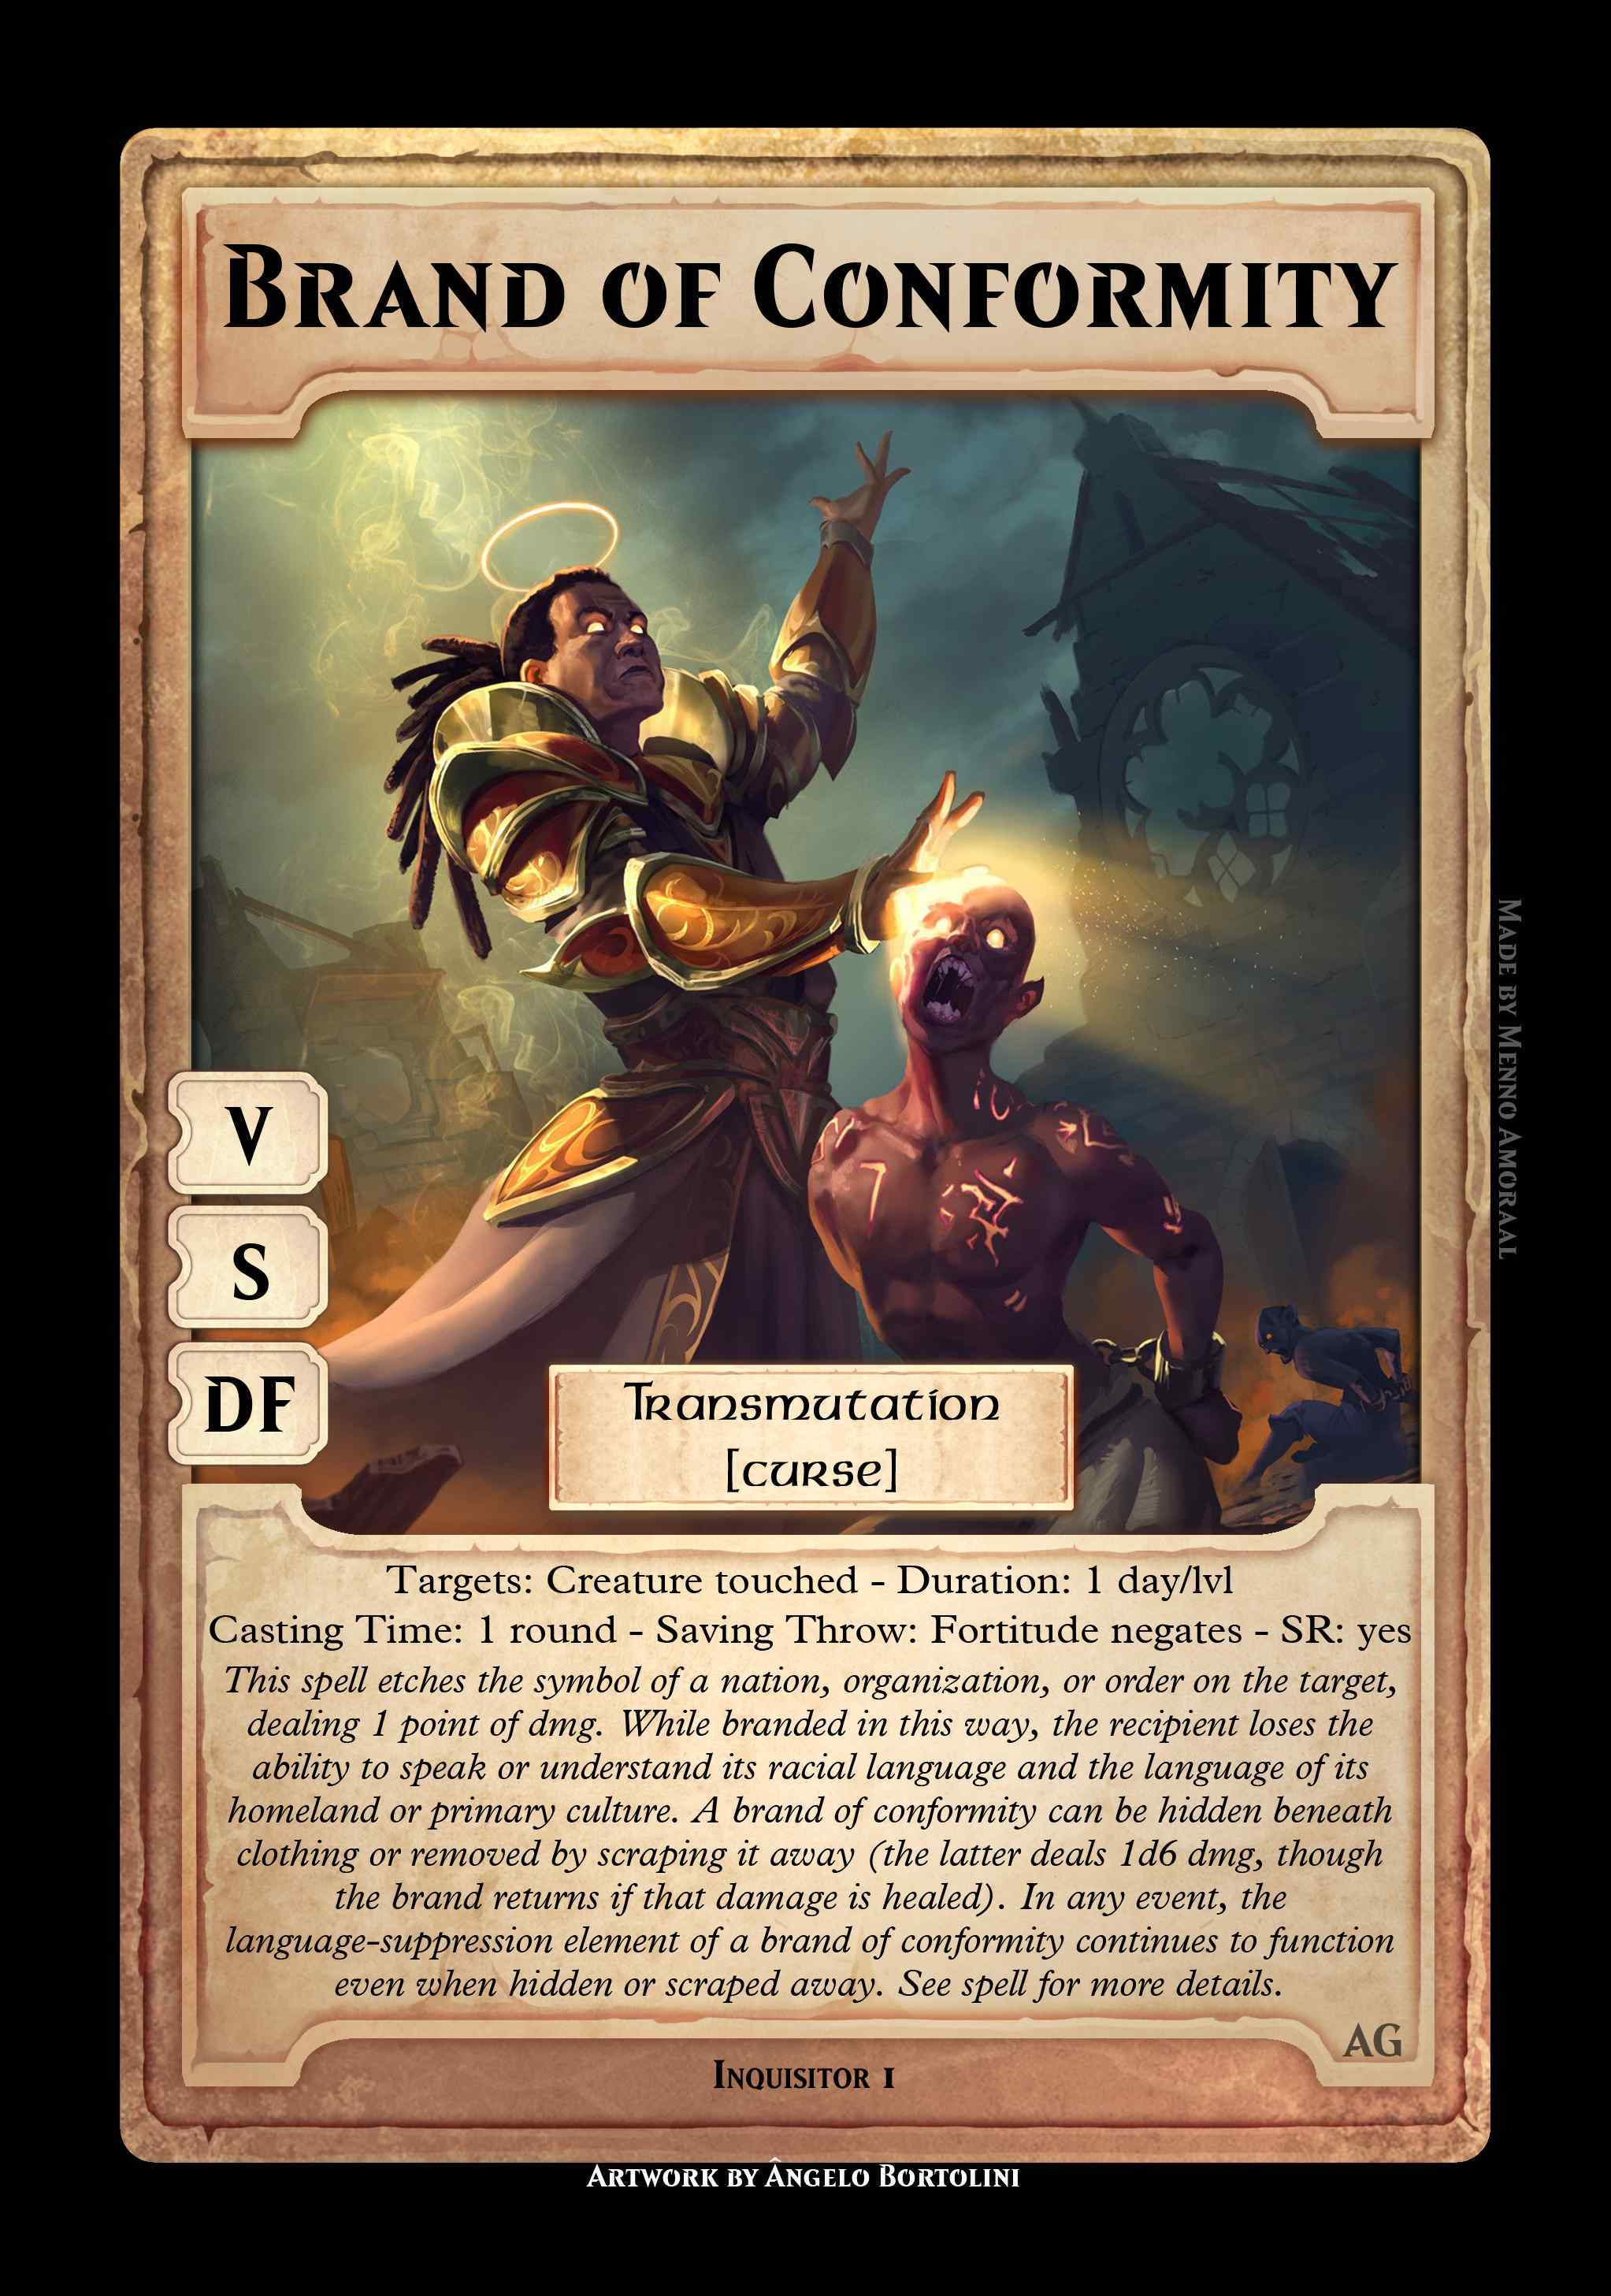 Brand of Conformity
V
S
DF
Transmutation
[curse]
Targets: Creature touched - Duration: 1 day/lvl
Casting Time: 1 round - Saving Throw: Fortitude negates - SR: yes
This spell etches the symbol of a nation, organization, or order on the target,
dealing 1 point of dmg. While branded in this way, the recipient loses the
ability to speak or understand its racial language and the language of its
homeland or primary culture. A brand of conformity can be hidden beneath
clothing or removed by scraping it away (the latter deals 1d6 dmg, though
the brand returns if that damage is healed). In any event, the
language-suppression element of a brand of conformity continues to function
even when hidden or scraped away. See spell for more details.
AG
Inquisitor 1
Artwork by Ângelo Bortolini
Made by Menno Amoraal